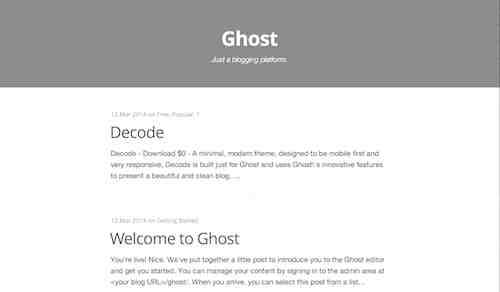 Ghost
Just a blogging platform.
12 Mar 2014 on Free, Popular, T
Decode
Decode - Download $0 - A minimal, modern theme, designed to be mobile first and
very responsive, Decode is built just for Ghost and uses Ghost\'s innovative features
to present a beautiful and clean blog. ...
12 Mar 2014 on Getting Started
Welcome to Ghost
You're live! Nice. We've put together a little post to introduce you to the Ghost editor
and get you started. You can manage your content by signing in to the admin area at
<your blog URL>/ghost/. When you arrive, you can select this post from a list...